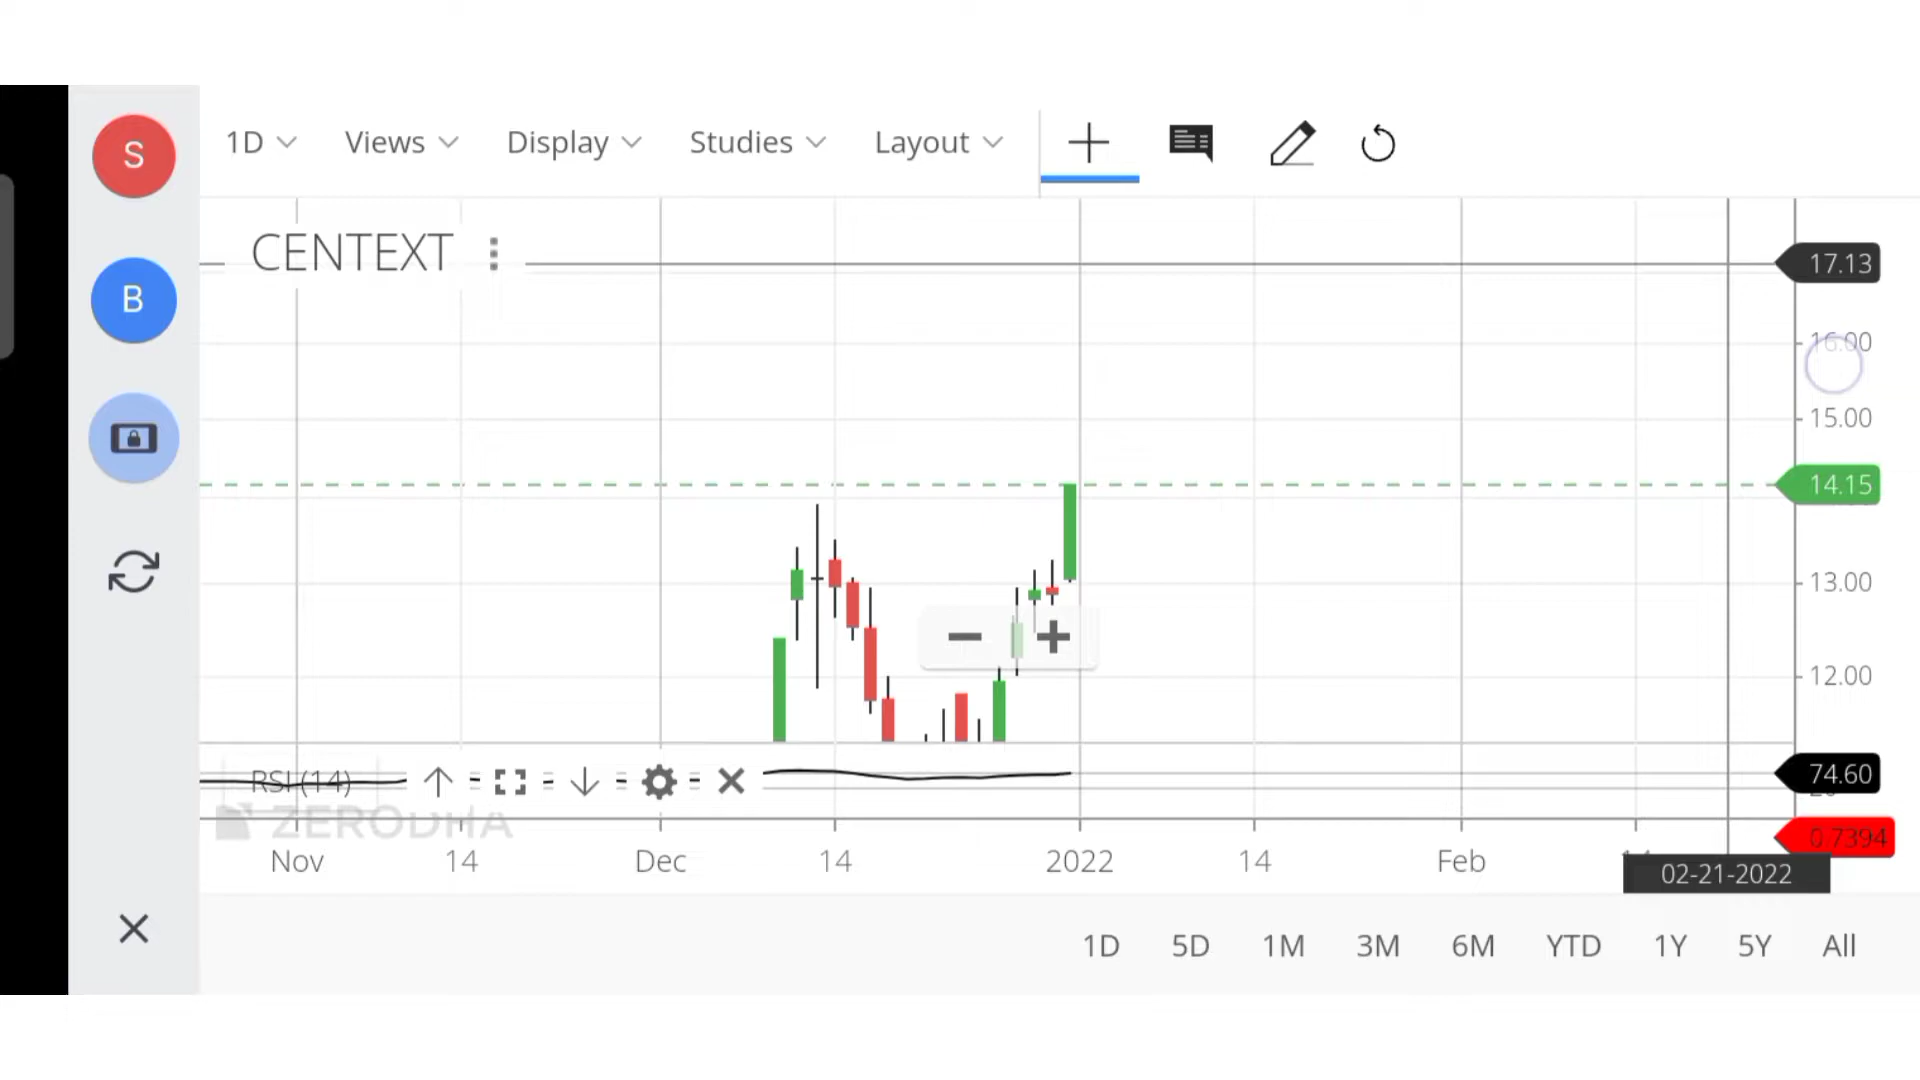 S
1D Views Display Studies Layout
CENTEXT
17.13
16.00
B
15.00
14.15
13.00
12.00
RSI (14)
74.60
ZERODHA
0.7394
Nov 14 Dec 14 2022 14 Feb
02-21-2022
1D 5D 1M 3M 6M YTD 1Y 5Y All